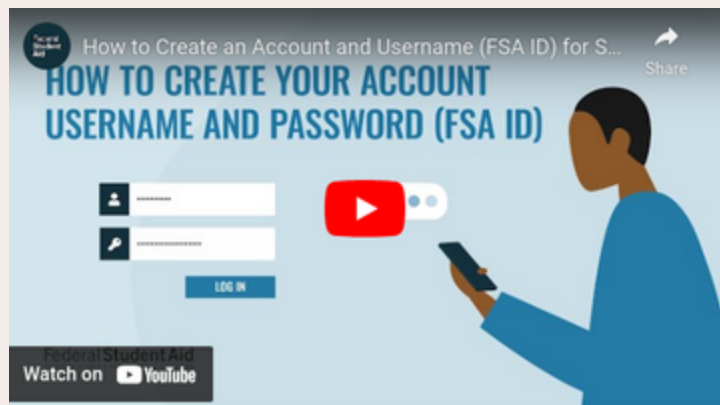 Federal
Student
Aid
How to Create an Account and Username (FSA ID) for S...
Share
HOW TO CREATE YOUR ACCOUNT
USERNAME AND PASSWORD (FSA ID)
LOG IN
Federal Student Aid
Watch on YouTube